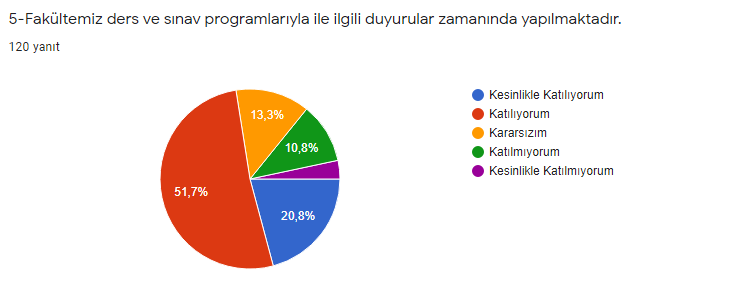 5-Fakültemiz ders ve sınav programlarıyla ile ilgili duyurular zamanında yapılmaktadır.
120 yanıt
13,3%
10,8%
51,7%
20,8%
Kesinlikle Katılıyorum
Katılıyorum
Kararsızım
Katılmıyorum
Kesinlikle Katılmıyorum